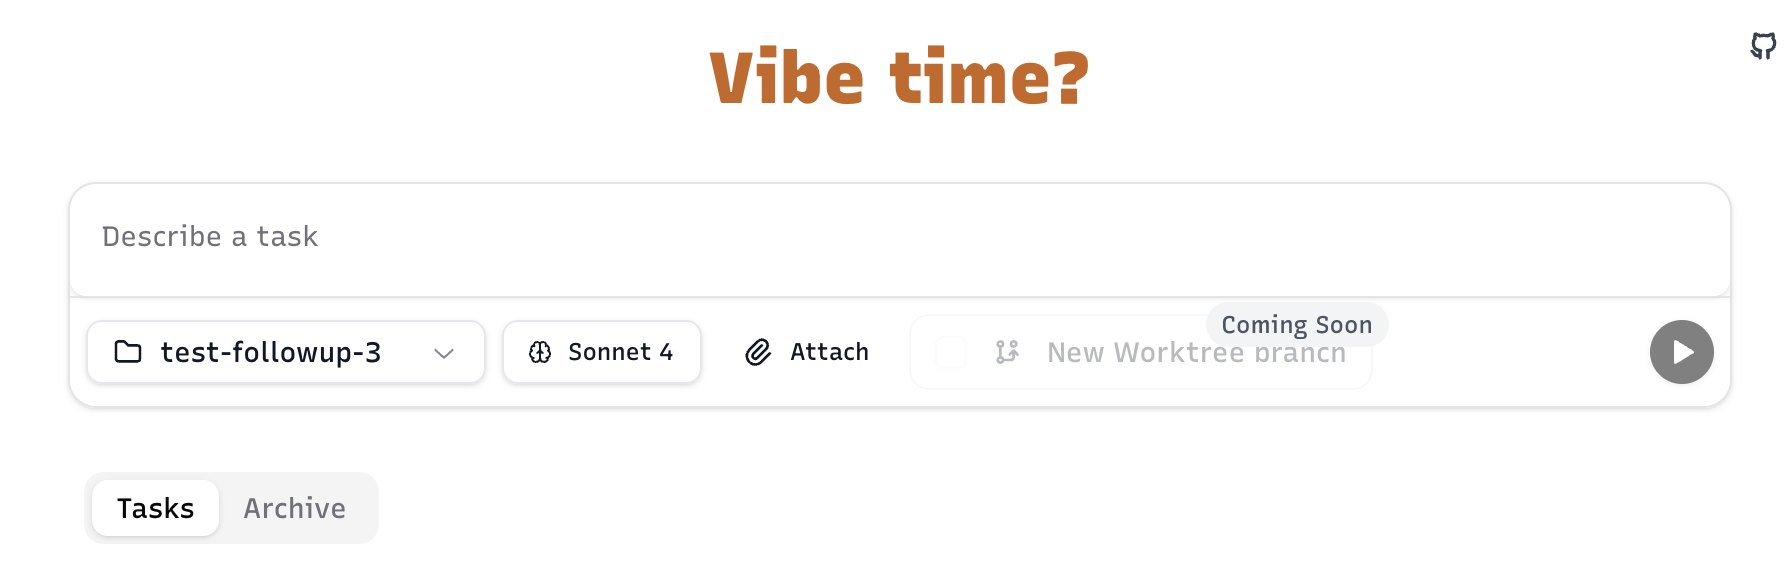 Vibe time?
Describe a task
Coming Soon
test-followup-3 Sonnet 4 Attach New Worktree branch
Tasks Archive